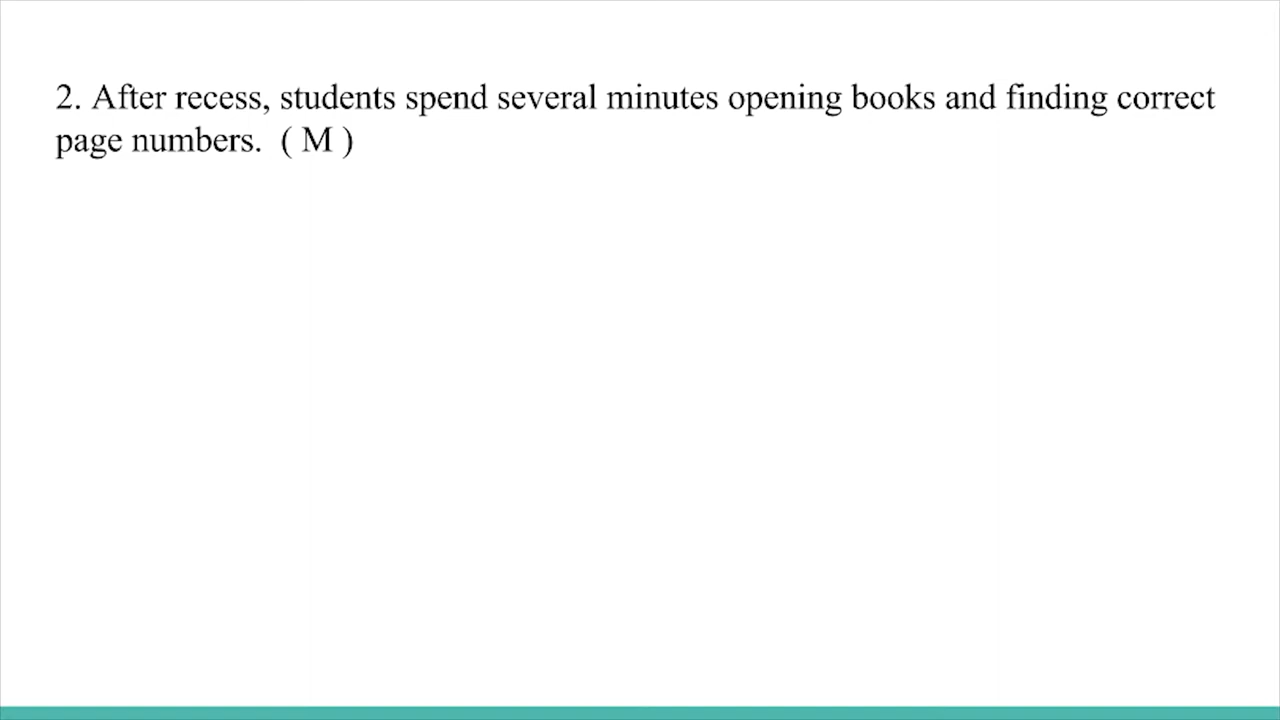 2. After recess, students spend several minutes opening books and finding correct
page numbers.  ( M )